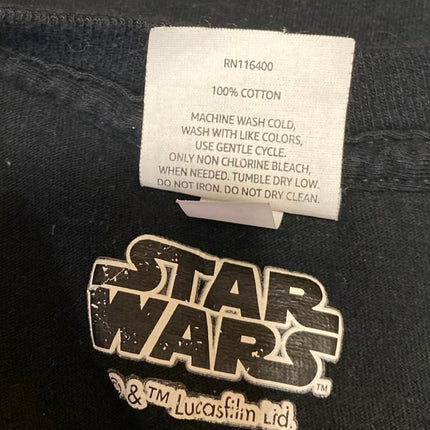 RN116400
100% COTTON
MACHINE WASH COLD,
WASH WITH LIKE COLORS,
USE GENTLE CYCLE.
ONLY NON CHLORINE BLEACH,
WHEN NEEDED. TUMBLE DRY LOW.
DO NOT IRON. DO NOT DRY CLEAN.
STAR
WARS™
© & ™ Lucasfilm Ltd.